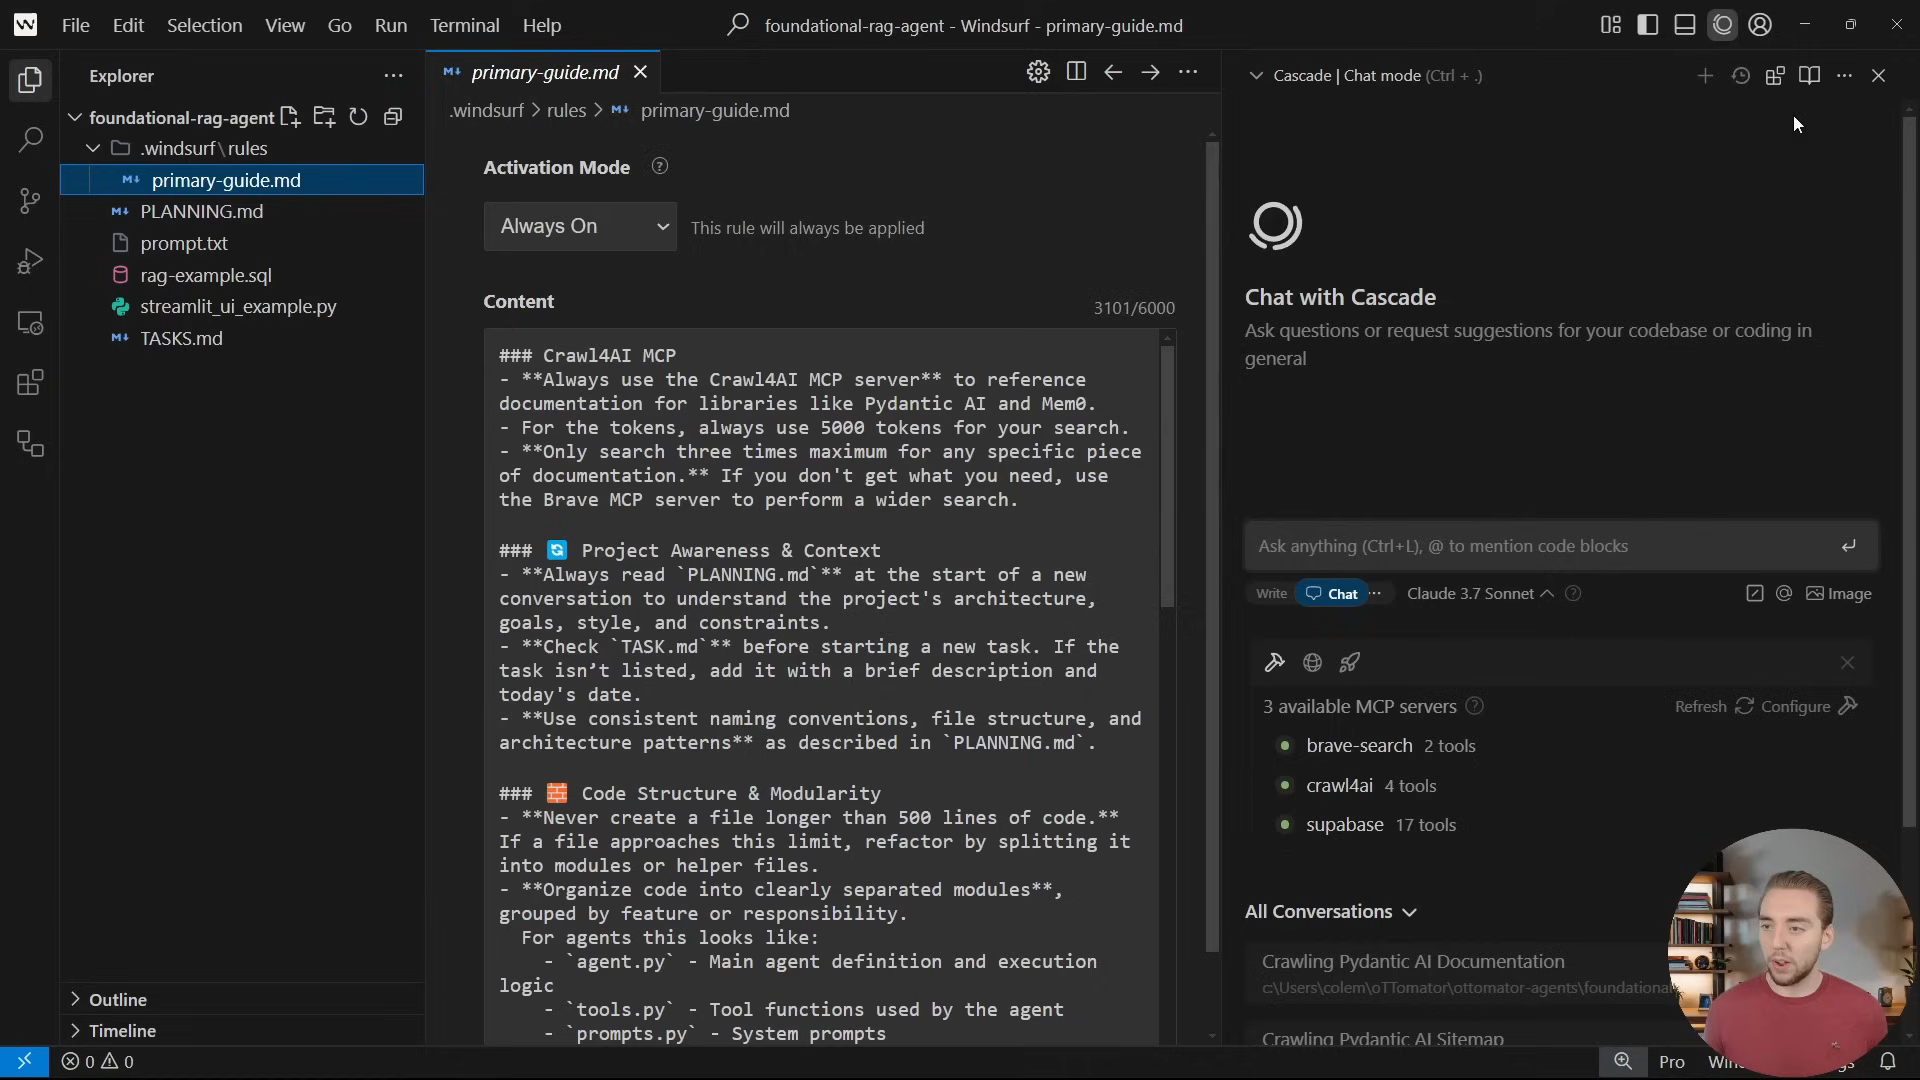 File Edit Selection View Go Run Terminal Help
foundational-rag-agent - Windsurf - primary-guide.md
Explorer
foundational-rag-agent
.windsurf\rules
primary-guide.md
PLANNING.md
prompt.txt
rag-example.sql
streamlit_ui_example.py
TASKS.md
Outline
Timeline
primary-guide.md
.windsurf > rules > primary-guide.md
Activation Mode
Always On
This rule will always be applied
Content
3101/6000
### Crawl4AI MCP
- **Always use the Crawl4AI MCP server** to reference
documentation for libraries like Pydantic AI and Mem0.
- For the tokens, always use 5000 tokens for your search.
- **Only search three times maximum for any specific piece
of documentation.** If you don't get what you need, use
the Brave MCP server to perform a wider search.
### 🔄 Project Awareness & Context
- **Always read `PLANNING.md`** at the start of a new
conversation to understand the project's architecture,
goals, style, and constraints.
- **Check `TASK.md`** before starting a new task. If the
task isn’t listed, add it with a brief description and
today's date.
- **Use consistent naming conventions, file structure, and
architecture patterns** as described in `PLANNING.md`.
### 🧱 Code Structure & Modularity
- **Never create a file longer than 500 lines of code.**
If a file approaches this limit, refactor by splitting it
into modules or helper files.
- **Organize code into clearly separated modules**,
grouped by feature or responsibility.
For agents this looks like:
- `agent.py` - Main agent definition and execution
logic
- `tools.py` - Tool functions used by the agent
- `prompts.py` - System prompts
Cascade | Chat mode (Ctrl + .)
Chat with Cascade
Ask questions or request suggestions for your codebase or coding in
general
Ask anything (Ctrl+L), @ to mention code blocks
Write Chat Claude 3.7 Sonnet Image
3 available MCP servers
Refresh Configure
brave-search 2 tools
crawl4ai 4 tools
supabase 17 tools
All Conversations
Crawling Pydantic AI Documentation
c:\Users\colem\oTTomator\ottomator-agents\foundational
Crawling Pydantic AI Sitemap
0 0
Pro